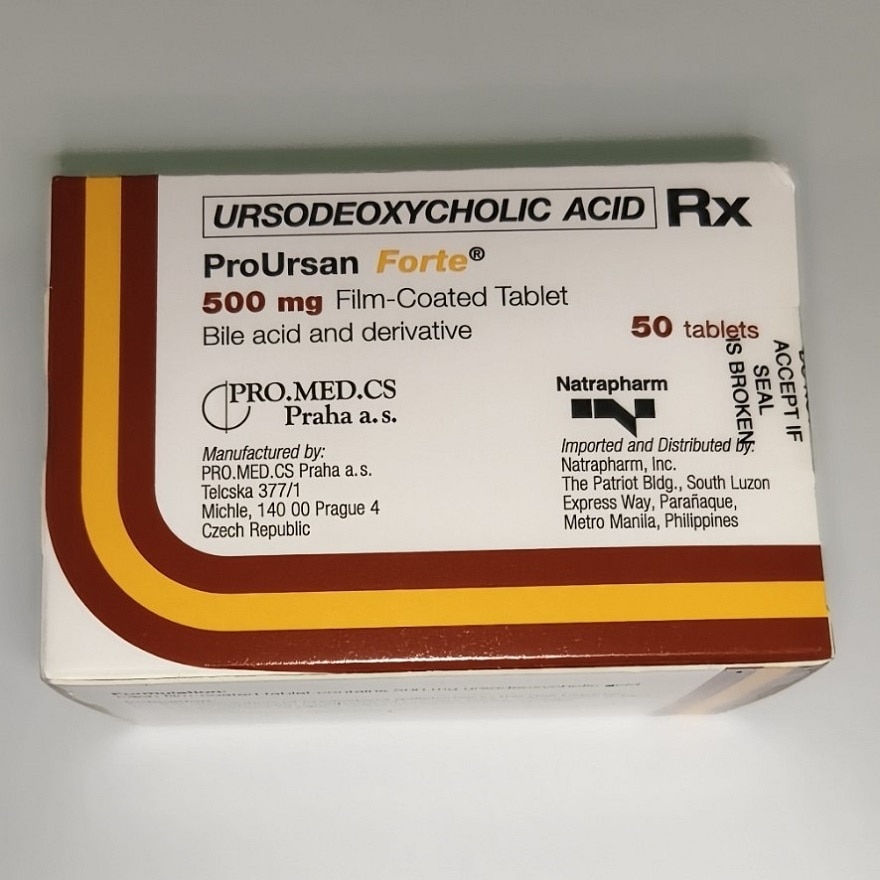 URSODEOXYCHOLIC ACID Rx
ProUrsan Forte®
500 mg Film-Coated Tablet
Bile acid and derivative
50 tablets
PRO.MED.CS
Praha a.s.
Manufactured by:
PRO.MED.CS Praha a.s.
Telcska 377/1
Michle, 140 00 Prague 4
Czech Republic
Natrapharm
Imported and Distributed by:
Natrapharm, Inc.
The Patriot Bldg., South Luzon
Express Way, Parañaque,
Metro Manila, Philippines
ACCEPT IF
SEAL
IS BROKEN
Formulation: